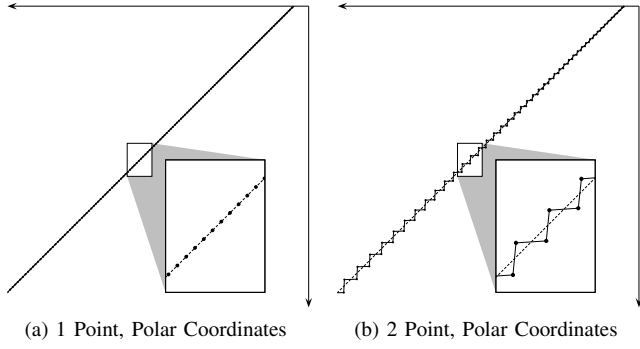 (a) 1 Point, Polar Coordinates
(b) 2 Point, Polar Coordinates